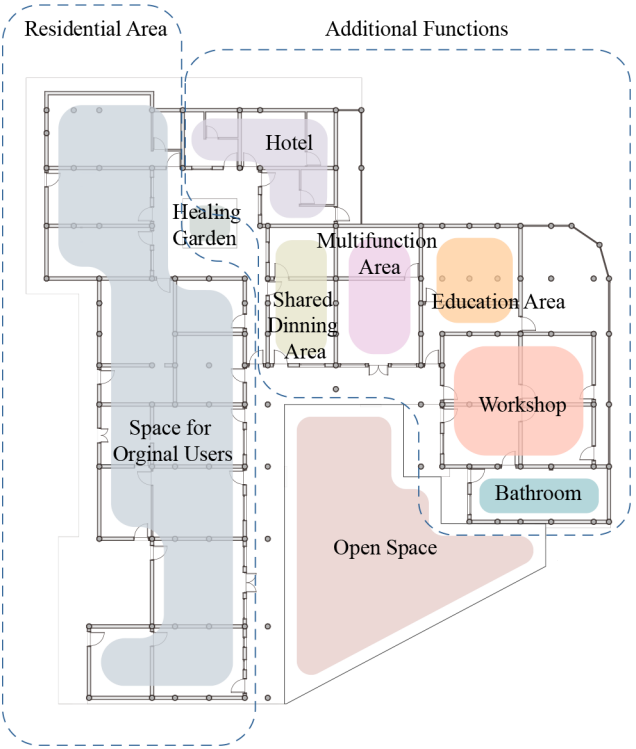 Residential Area
Additional Functions
Hotel
Healing
Garden
Multifunction
Area
Shared
Dinning
Area
Education Area
Workshop
Space for
Orginal Users
Bathroom
Open Space